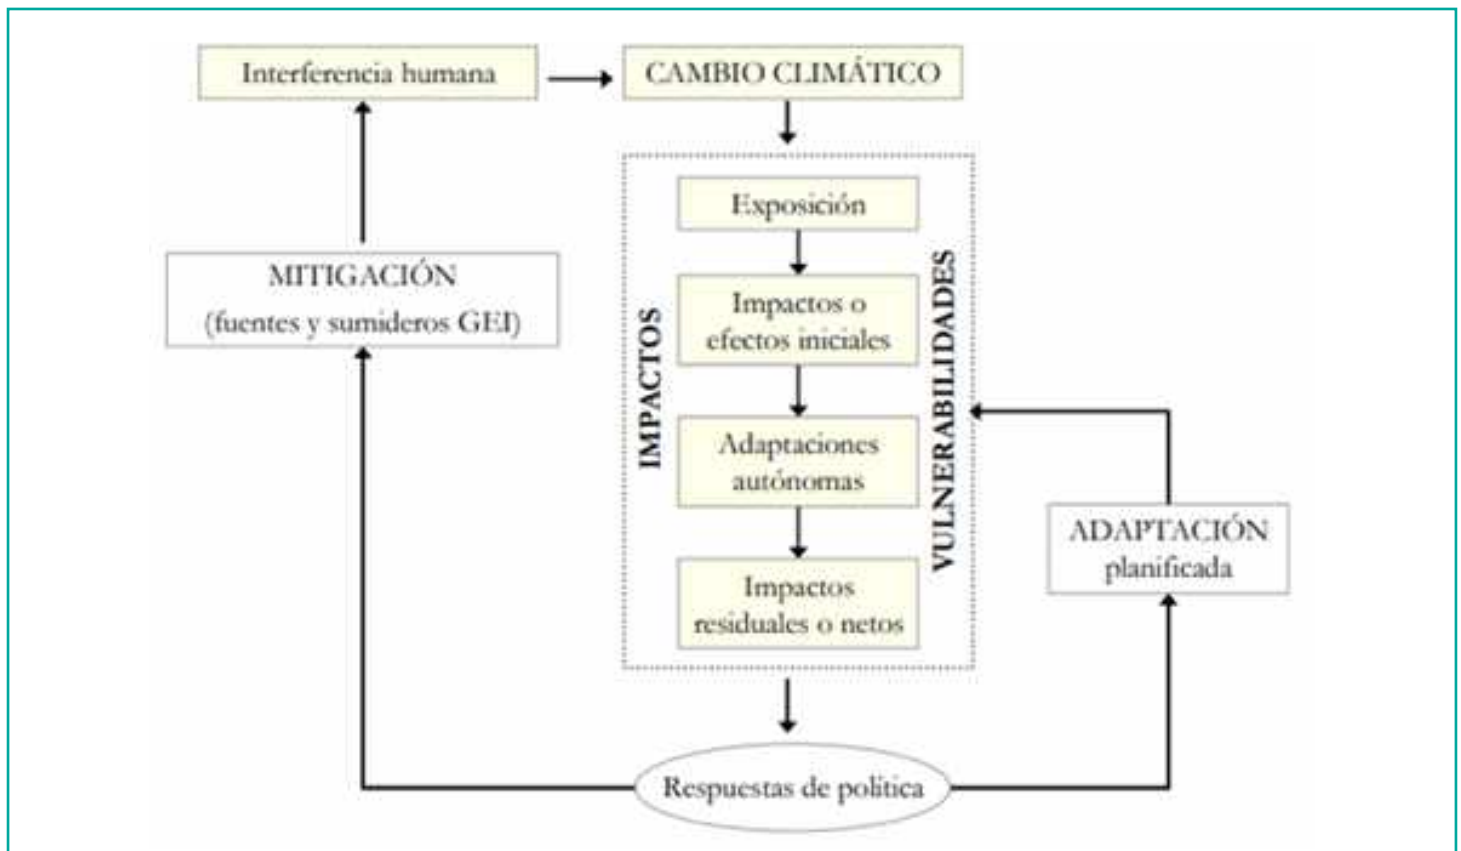 Interferencia humana
CAMBIO CLIMÁTICO
Exposición
MITIGACIÓN
(fuentes y sumideros GEI)
Impactos o
efectos iniciales
IMPACTOS
VULNERABILIDADES
Adaptaciones
autónomas
ADAPTACIÓN
planificada
Impactos
residuales o netos
Respuestas de política